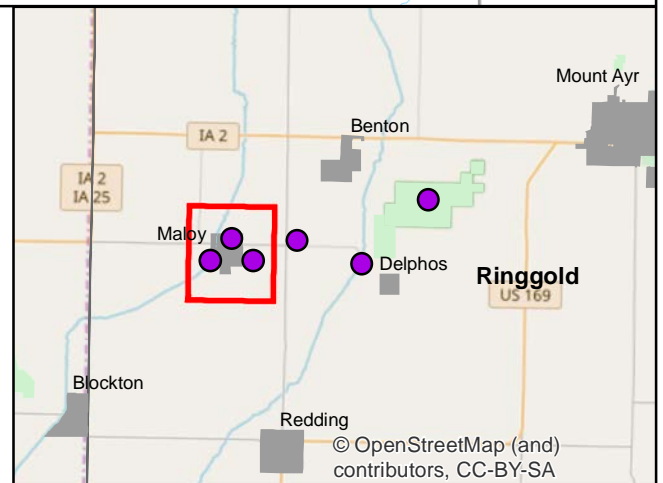 Mount Ayr
Benton
IA 2
IA 2
IA 25
Maloy
Delphos
Ringgold
US 169
Blockton
Redding
© OpenStreetMap (and)
contributors, CC-BY-SA